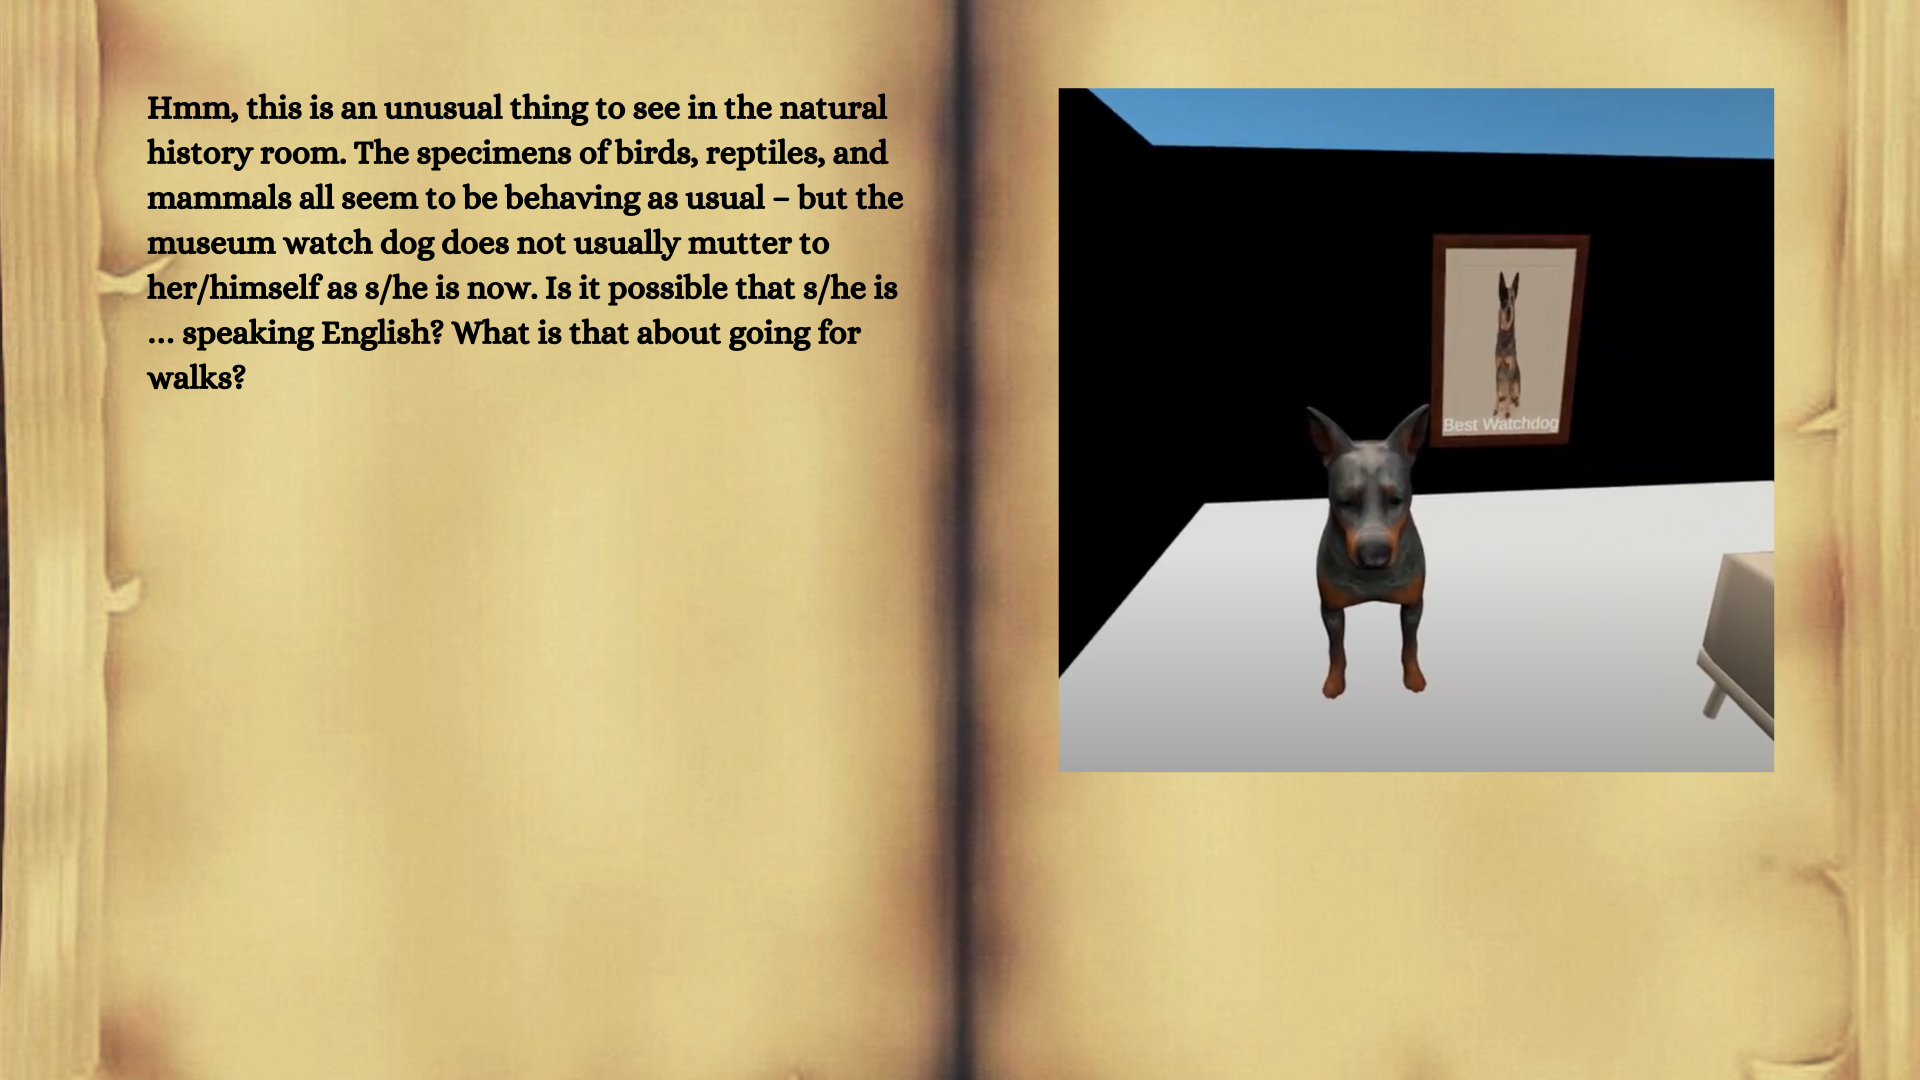 Hmm, this is an unusual thing to see in the natural
history room. The specimens of birds, reptiles, and
mammals all seem to be behaving as usual – but the
museum watch dog does not usually mutter to
her/himself as s/he is now. Is it possible that s/he is
... speaking English? What is that about going for
walks?
Best Watchdog